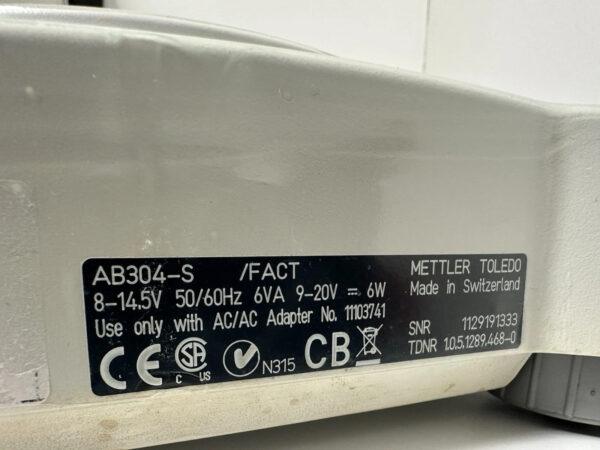 AB304-S /FACT METTLER TOLEDO
8-14.5V 50/60Hz 6VA 9-20V ⎓ 6W Made in Switzerland
Use only with AC/AC Adapter No. 11103741
SNR 1129191333
TDNR 1.0.5.1289.468-0
CE SA C US N315 CB